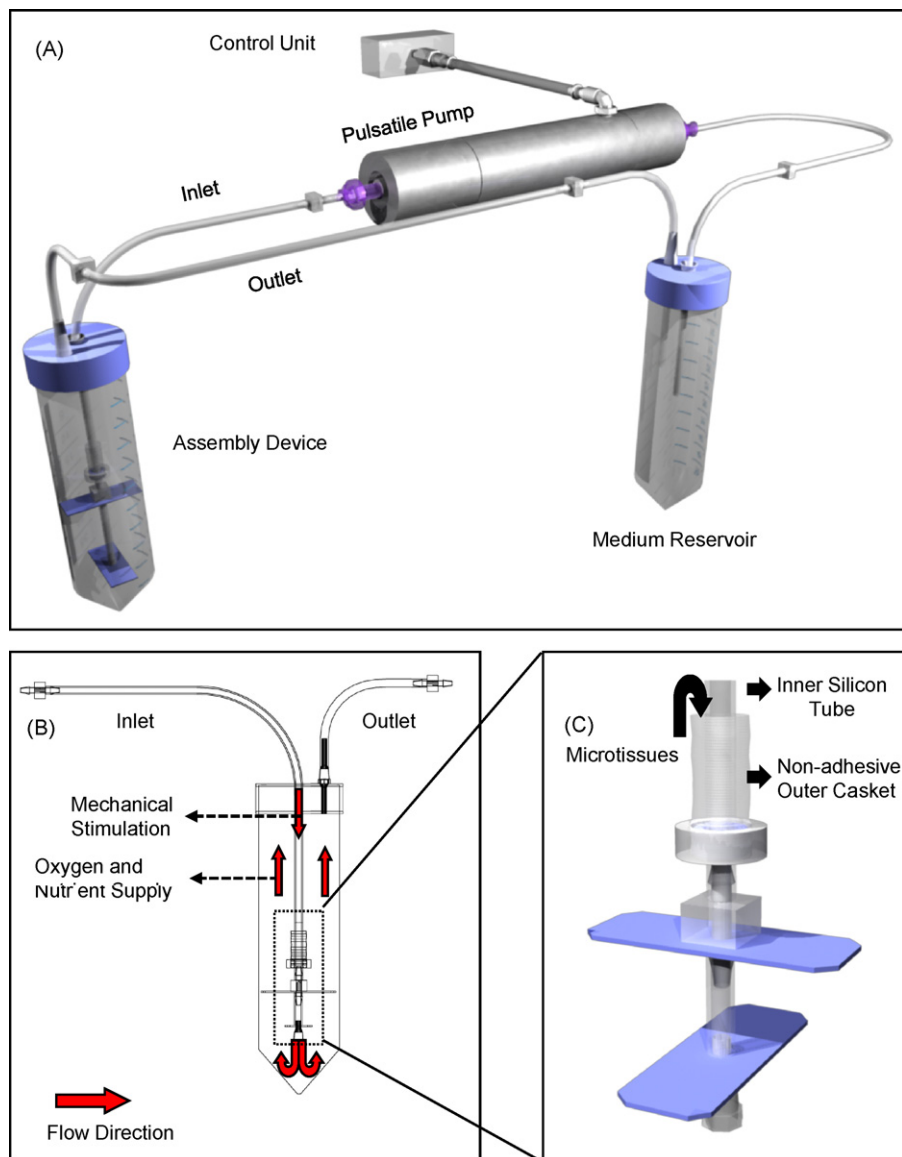 (A)
Control Unit
Pulsatile Pump
Inlet
Outlet
Assembly Device
Medium Reservoir
(B)
Inlet
Outlet
Mechanical
Stimulation
Oxygen and
Nutrient Supply
Flow Direction
(C)
Inner Silicon
Tube
Microtissues
Non-adhesive
Outer Casket